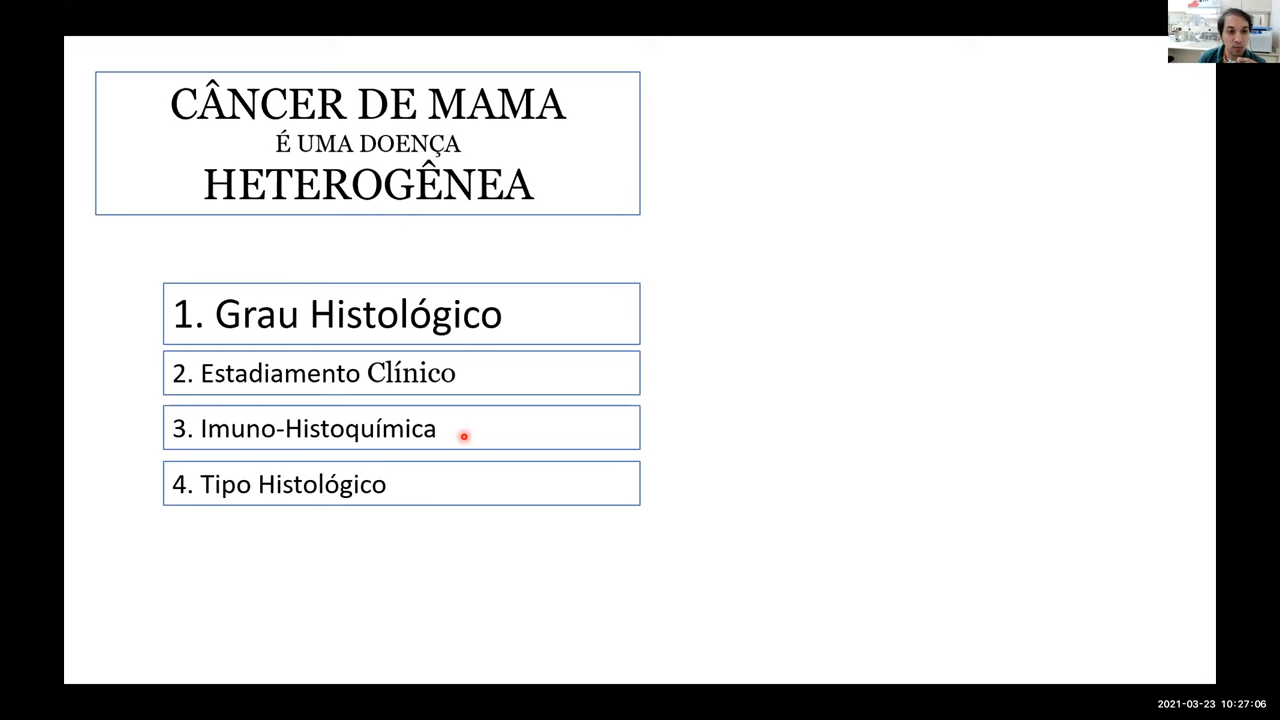 CÂNCER DE MAMA
É UMA DOENÇA
HETEROGÊNEA
1. Grau Histológico
2. Estadiamento Clínico
3. Imuno-Histoquímica
4. Tipo Histológico
2021-03-23 10:27:06